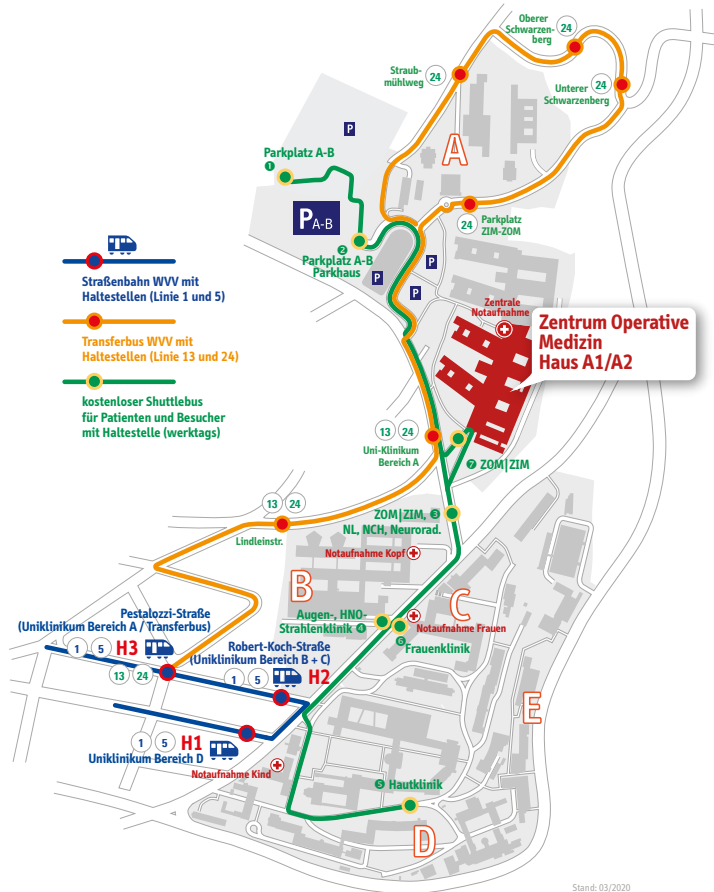 Oberer
Schwarzen-
berg
24
Straub-
mühlweg
24
24
Unterer
Schwarzenberg
P
A
Parkplatz A-B
1
P A-B
24
Parkplatz
ZIM-ZOM
2
Parkplatz A-B
Parkhaus
P
P
P
Straßenbahn WVV mit
Haltestellen (Linie 1 und 5)
Transferbus WVV mit
Haltestellen (Linie 13 und 24)
kostenloser Shuttlebus
für Patienten und Besucher
mit Haltestelle (werktags)
Zentrale
Notaufnahme
Zentrum Operative
Medizin
Haus A1/A2
13 24
Uni-Klinikum
Bereich A
7 ZOM|ZIM
13 24
Lindleinstr.
ZOM|ZIM, 3
NL, NCH, Neurorad.
Notaufnahme Kopf
B
C
Augen-, HNO-
Strahlenklinik 4
Notaufnahme Frauen
6
Frauenklinik
Pestalozzi-Straße
(Uniklinikum Bereich A / Transferbus)
1 5 H3
13 24
Robert-Koch-Straße
(Uniklinikum Bereich B + C)
1 5 H2
E
1 5 H1
Uniklinikum Bereich D
Notaufnahme Kind
5 Hautklinik
D
Stand: 03/2020